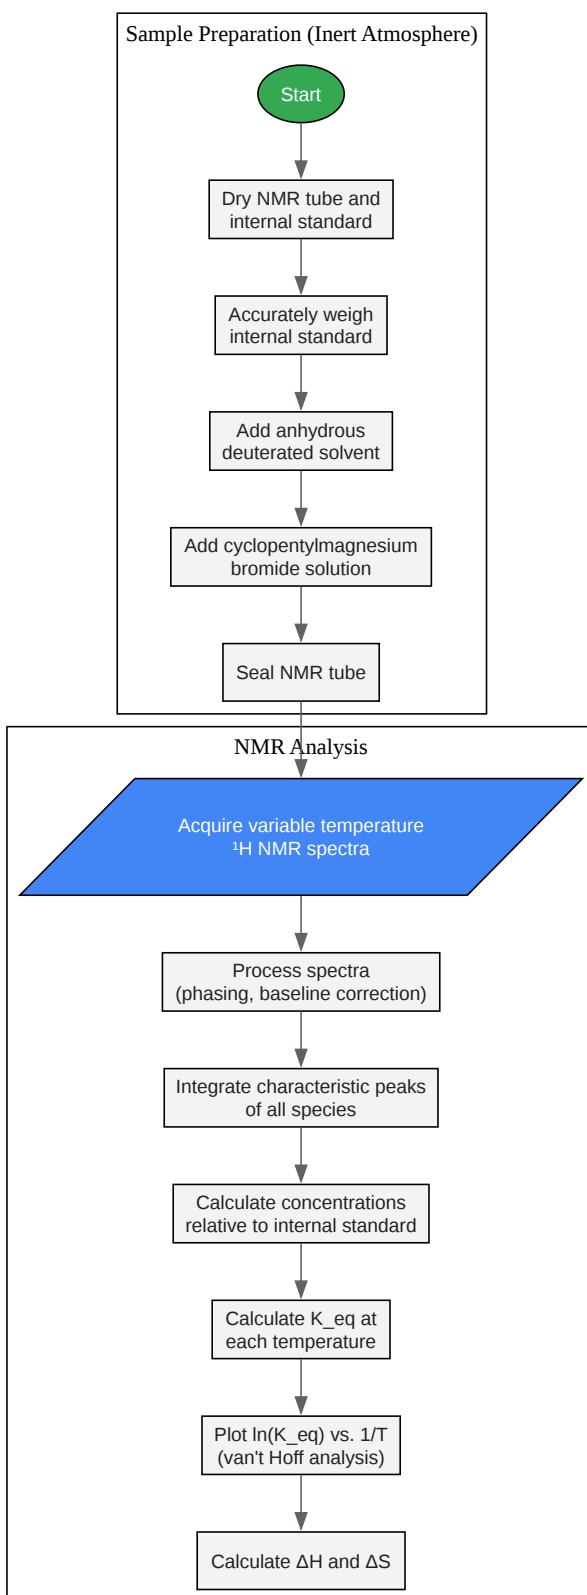 Sample Preparation (Inert Atmosphere)
Start
Dry NMR tube and
internal standard
Accurately weigh
internal standard
Add anhydrous
deuterated solvent
Add cyclopentylmagnesium
bromide solution
Seal NMR tube
NMR Analysis
Acquire variable temperature
¹H NMR spectra
Process spectra
(phasing, baseline correction)
Integrate characteristic peaks
of all species
Calculate concentrations
relative to internal standard
Calculate K_eq at
each temperature
Plot ln(K_eq) vs. 1/T
(van't Hoff analysis)
Calculate ΔH and ΔS